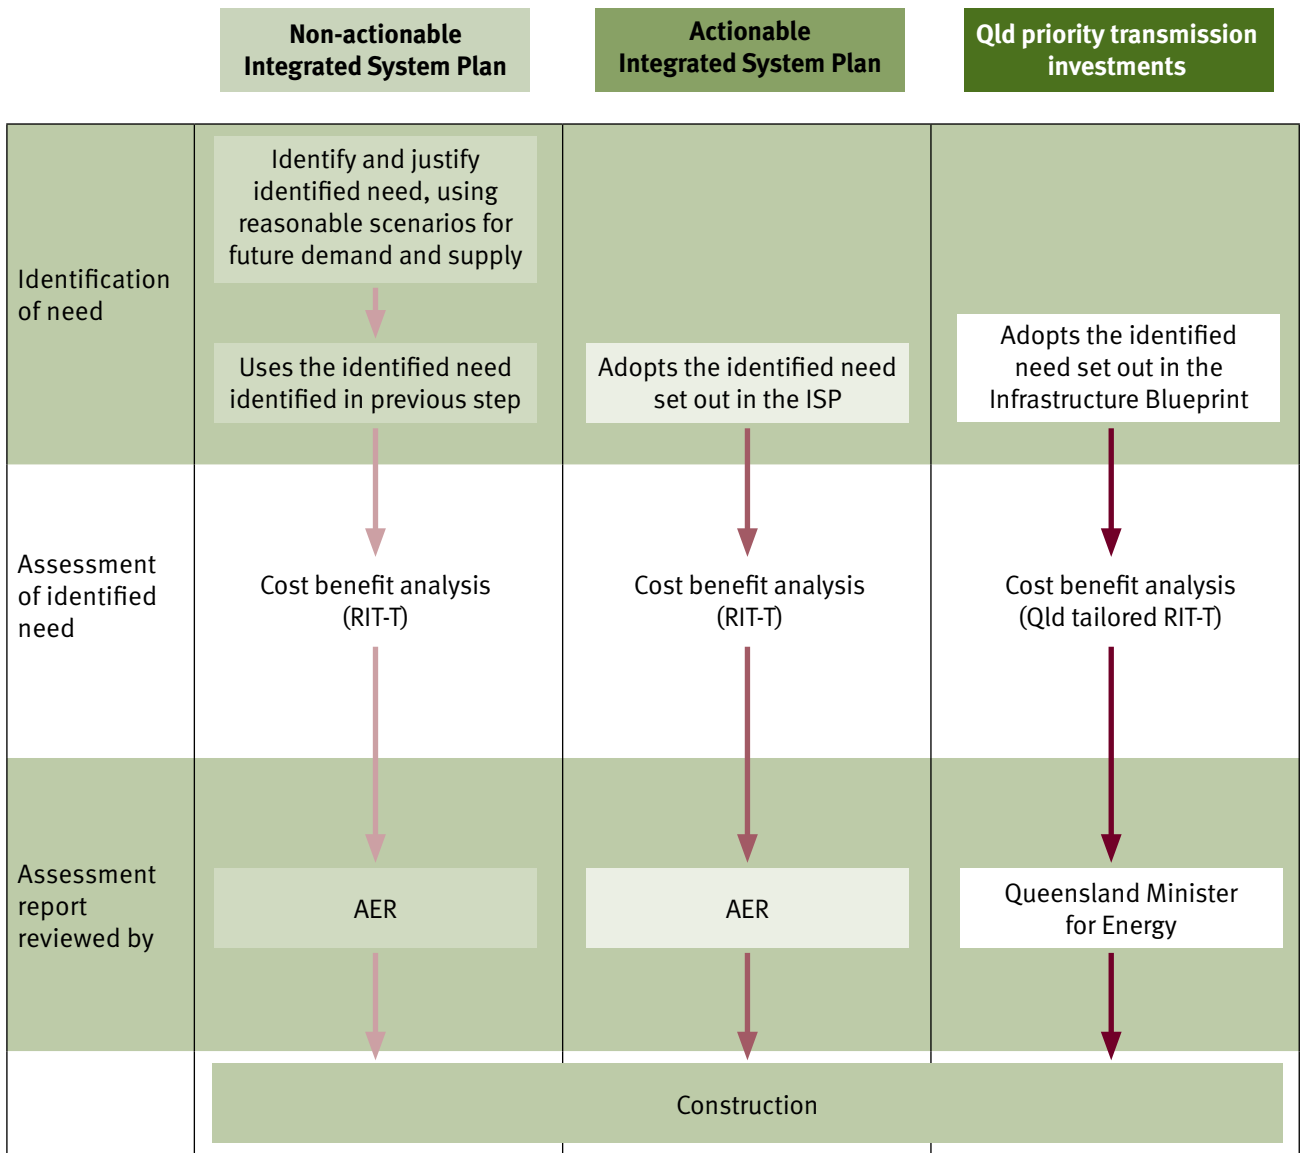 Non-actionable
Integrated System Plan
Actionable
Integrated System Plan
Qld priority transmission
investments
Identification
of need
Identify and justify
identified need, using
reasonable scenarios for
future demand and supply
Uses the identified need
identified in previous step
Adopts the identified need
set out in the ISP
Adopts the identified
need set out in the
Infrastructure Blueprint
Assessment
of identified
need
Cost benefit analysis
(RIT-T)
Cost benefit analysis
(RIT-T)
Cost benefit analysis
(Qld tailored RIT-T)
Assessment
report
reviewed by
AER
AER
Queensland Minister
for Energy
Construction